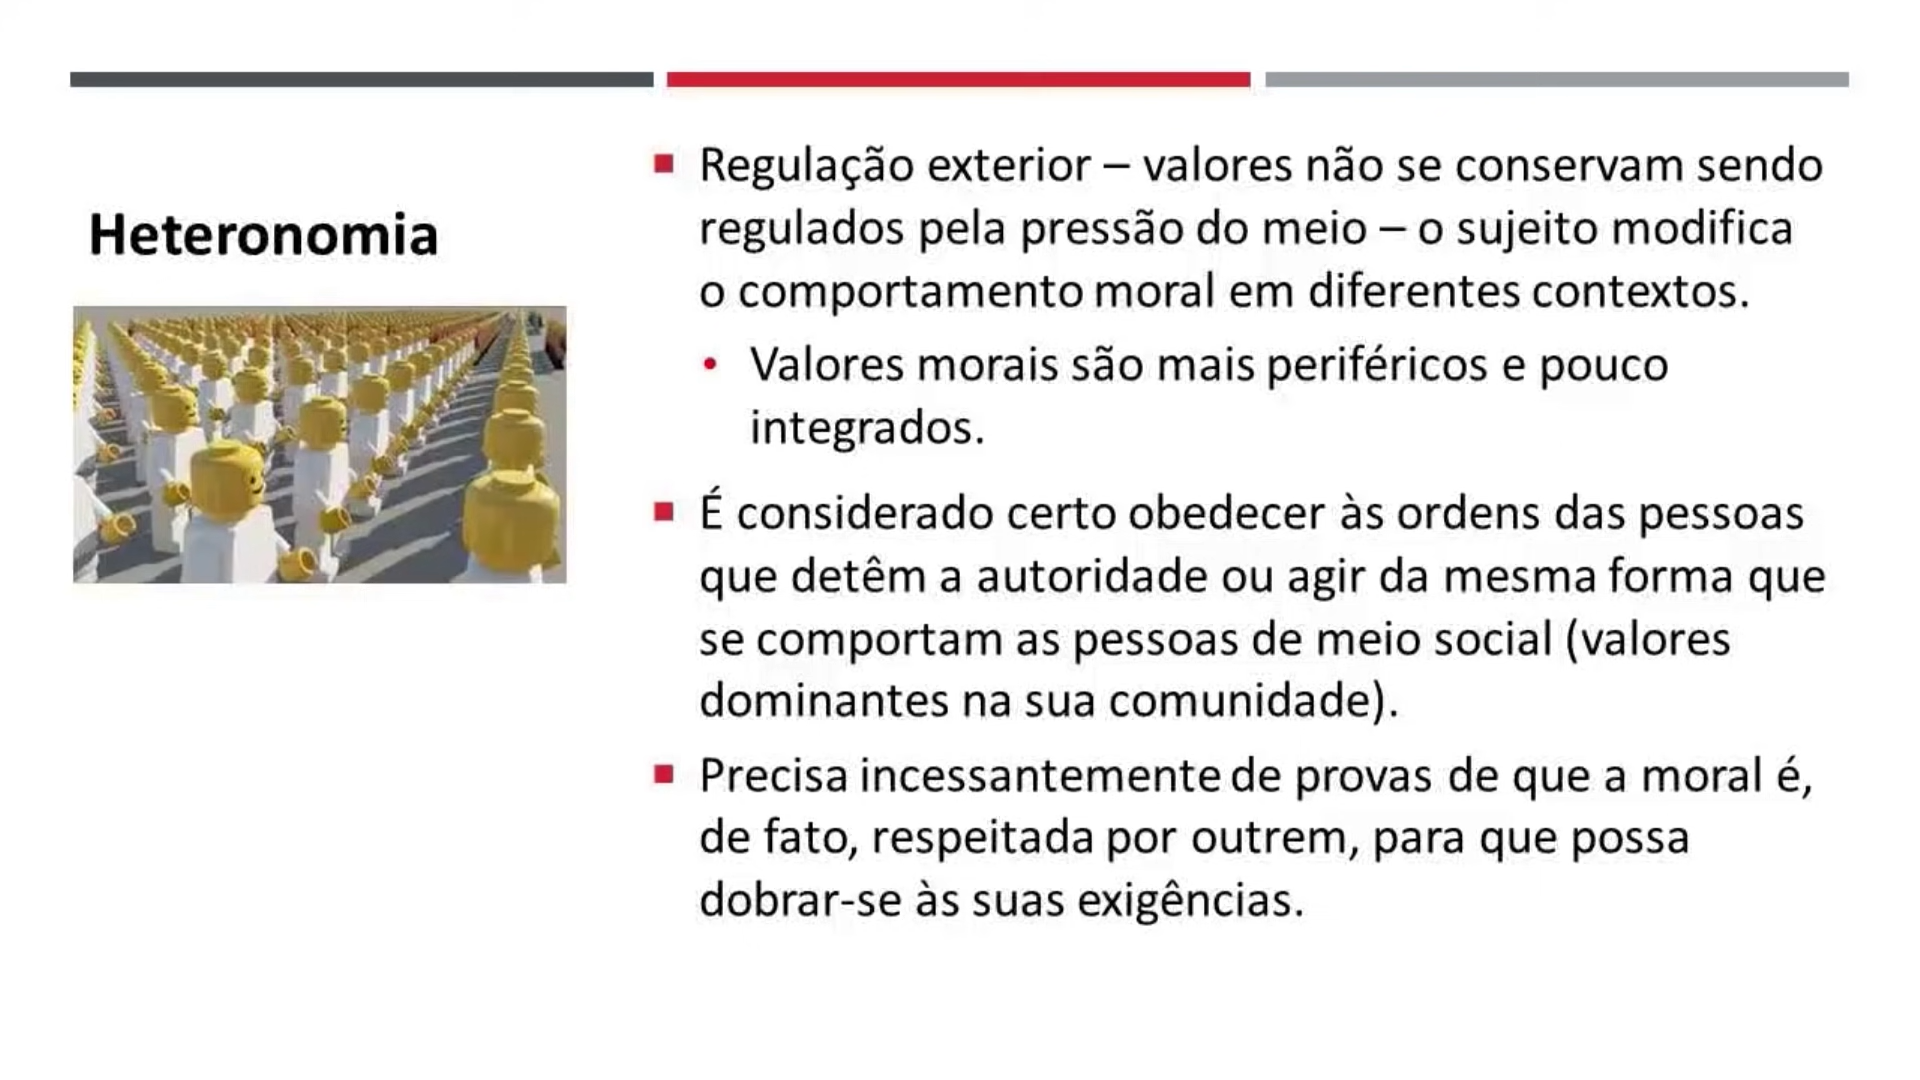 Heteronomia
Regulação exterior – valores não se conservam sendo
regulados pela pressão do meio – o sujeito modifica
o comportamento moral em diferentes contextos.
Valores morais são mais periféricos e pouco
integrados.
É considerado certo obedecer às ordens das pessoas
que detêm a autoridade ou agir da mesma forma que
se comportam as pessoas de meio social (valores
dominantes na sua comunidade).
Precisa incessantemente de provas de que a moral é,
de fato, respeitada por outrem, para que possa
dobrar-se às suas exigências.